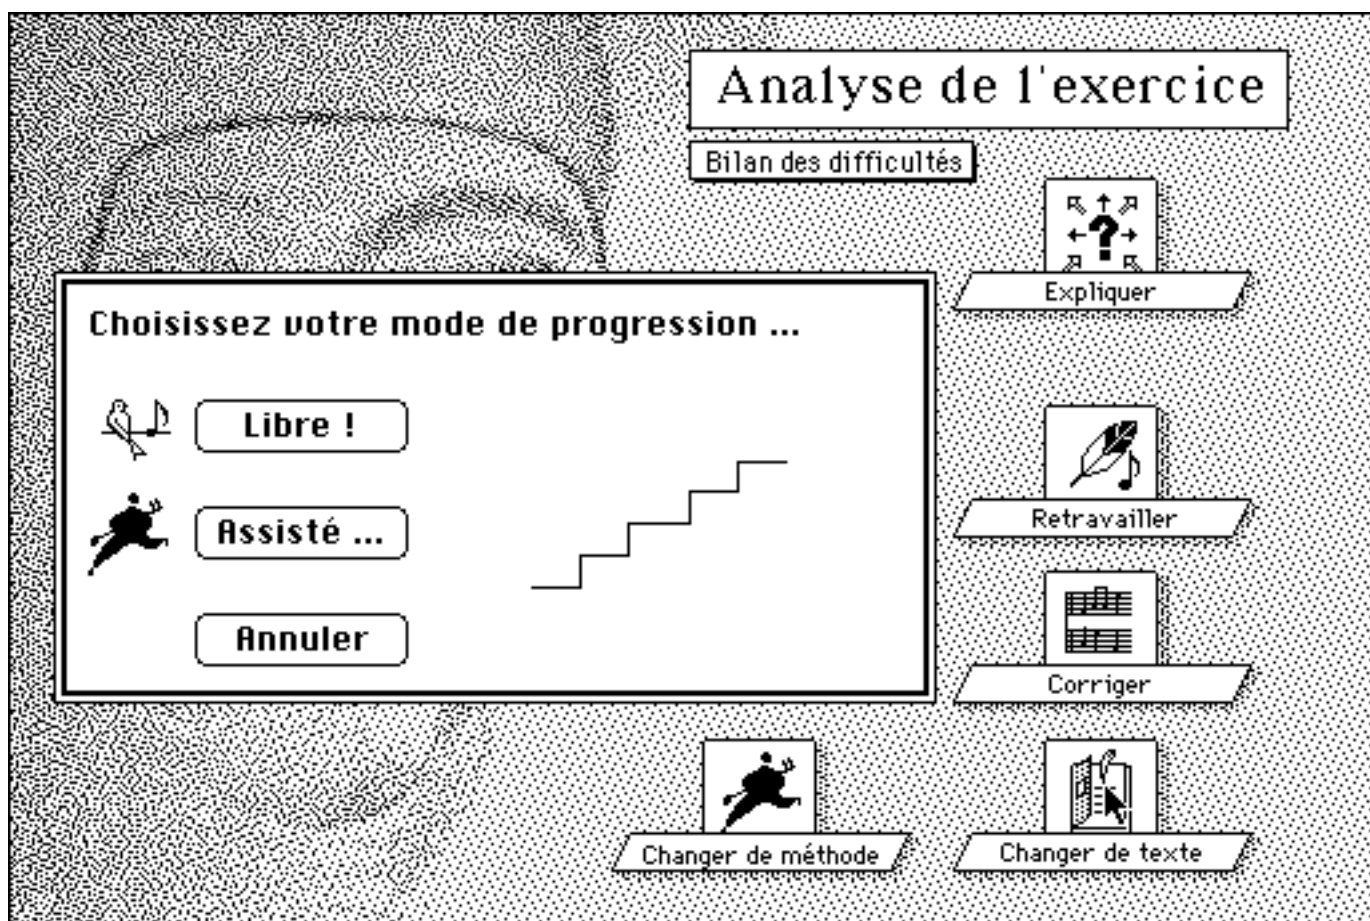 Analyse de l'exercice
Bilan des difficultés
Expliquer
Choisissez votre mode de progression ...
Libre !
Assisté ...
Annuler
Retravailler
Corriger
Changer de méthode
Changer de texte